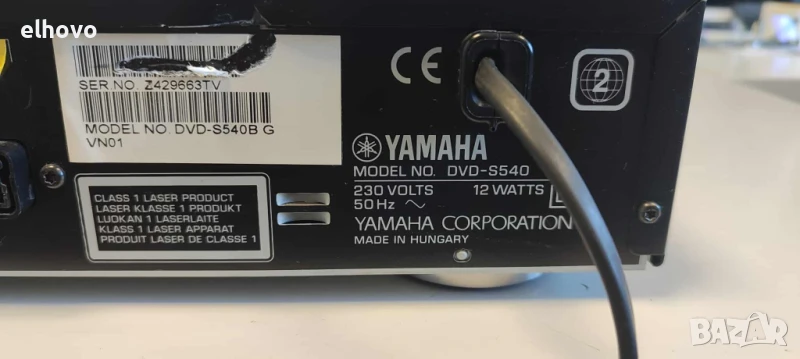 elhovo
SER NO. Z429663TV
MODEL NO. DVD-S540B G
VN01
CE
2
YAMAHA
MODEL NO. DVD-S540
230 VOLTS 12 WATTS
50 Hz ~
YAMAHA CORPORATION
MADE IN HUNGARY
CLASS 1 LASER PRODUCT
LASER KLASSE 1 PRODUKT
LUOKAN 1 LASERLAITE
KLASS 1 LASER APPARAT
PRODUIT LASER DE CLASSE 1
BAZAR